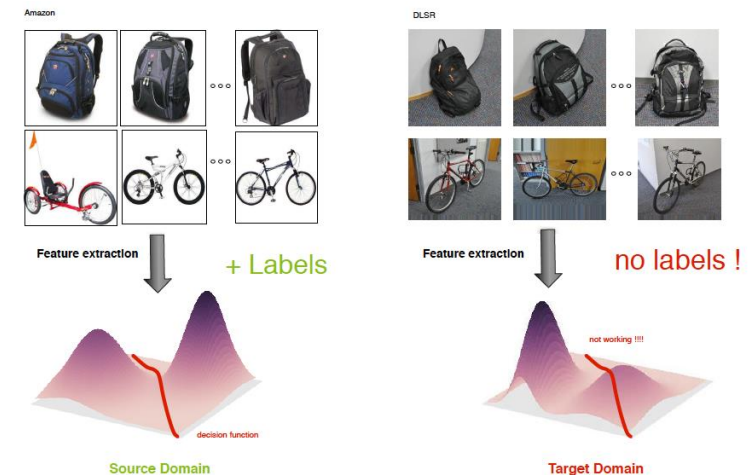 Amazon
DLSR
Feature extraction
+ Labels
Feature extraction
no labels !
decision function
not working !!!!
Source Domain
Target Domain